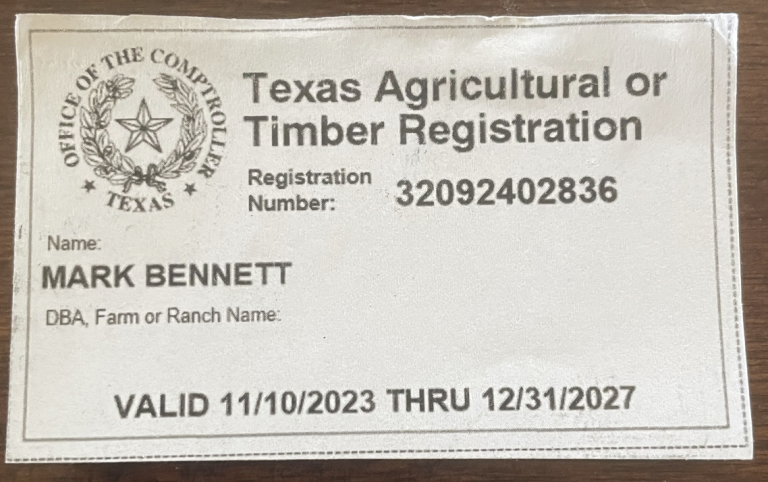 OFFICE OF THE COMPTROLLER
TEXAS
Texas Agricultural or
Timber Registration
Registration
Number: 32092402836
Name:
MARK BENNETT
DBA, Farm or Ranch Name:
VALID 11/10/2023 THRU 12/31/2027